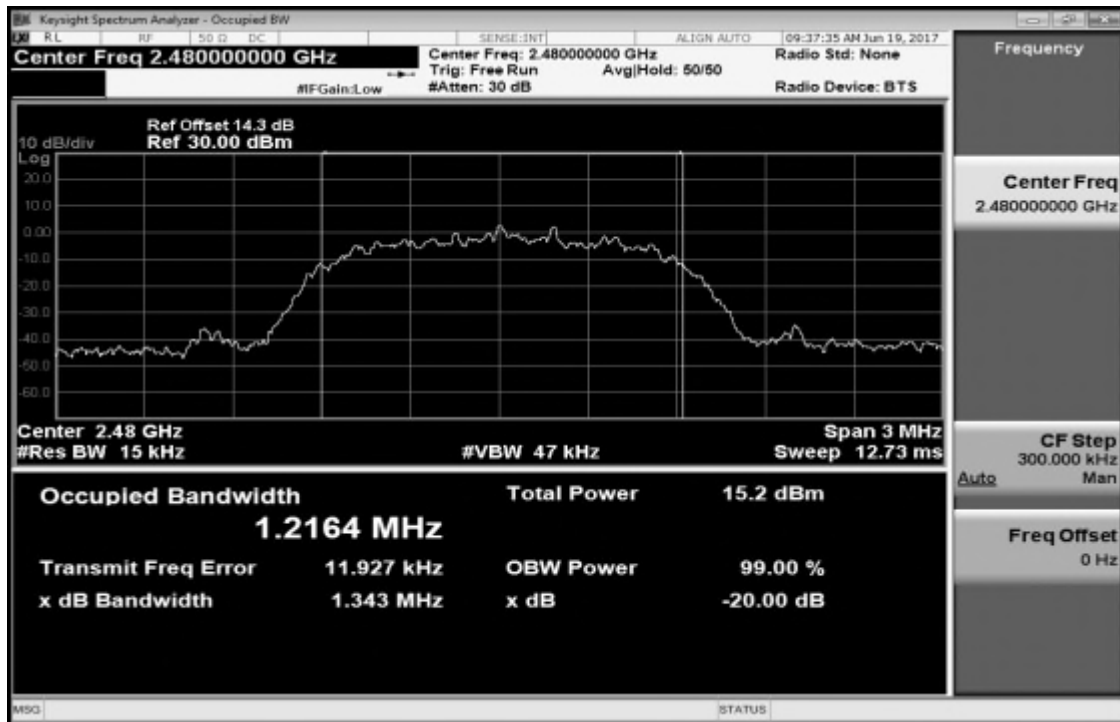 Keysight Spectrum Analyzer - Occupied BW
RL RF 50 Ω DC SENSE:INT ALIGN AUTO 09:37:35 AM Jun 19, 2017
Center Freq 2.480000000 GHz
Center Freq: 2.480000000 GHz Radio Std: None
Trig: Free Run Avg|Hold: 50/50
#IFGain:Low #Atten: 30 dB Radio Device: BTS
Frequency
Ref Offset 14.3 dB
10 dB/div Ref 30.00 dBm
Log
20.0
10.0
0.00
-10.0
-20.0
-30.0
-40.0
-50.0
-60.0
Center 2.48 GHz Span 3 MHz
#Res BW 15 kHz #VBW 47 kHz Sweep 12.73 ms
Occupied Bandwidth Total Power 15.2 dBm
1.2164 MHz
Transmit Freq Error 11.927 kHz OBW Power 99.00 %
x dB Bandwidth 1.343 MHz x dB -20.00 dB
Center Freq
2.480000000 GHz
CF Step
300.000 kHz
Auto Man
Freq Offset
0 Hz
MSG STATUS